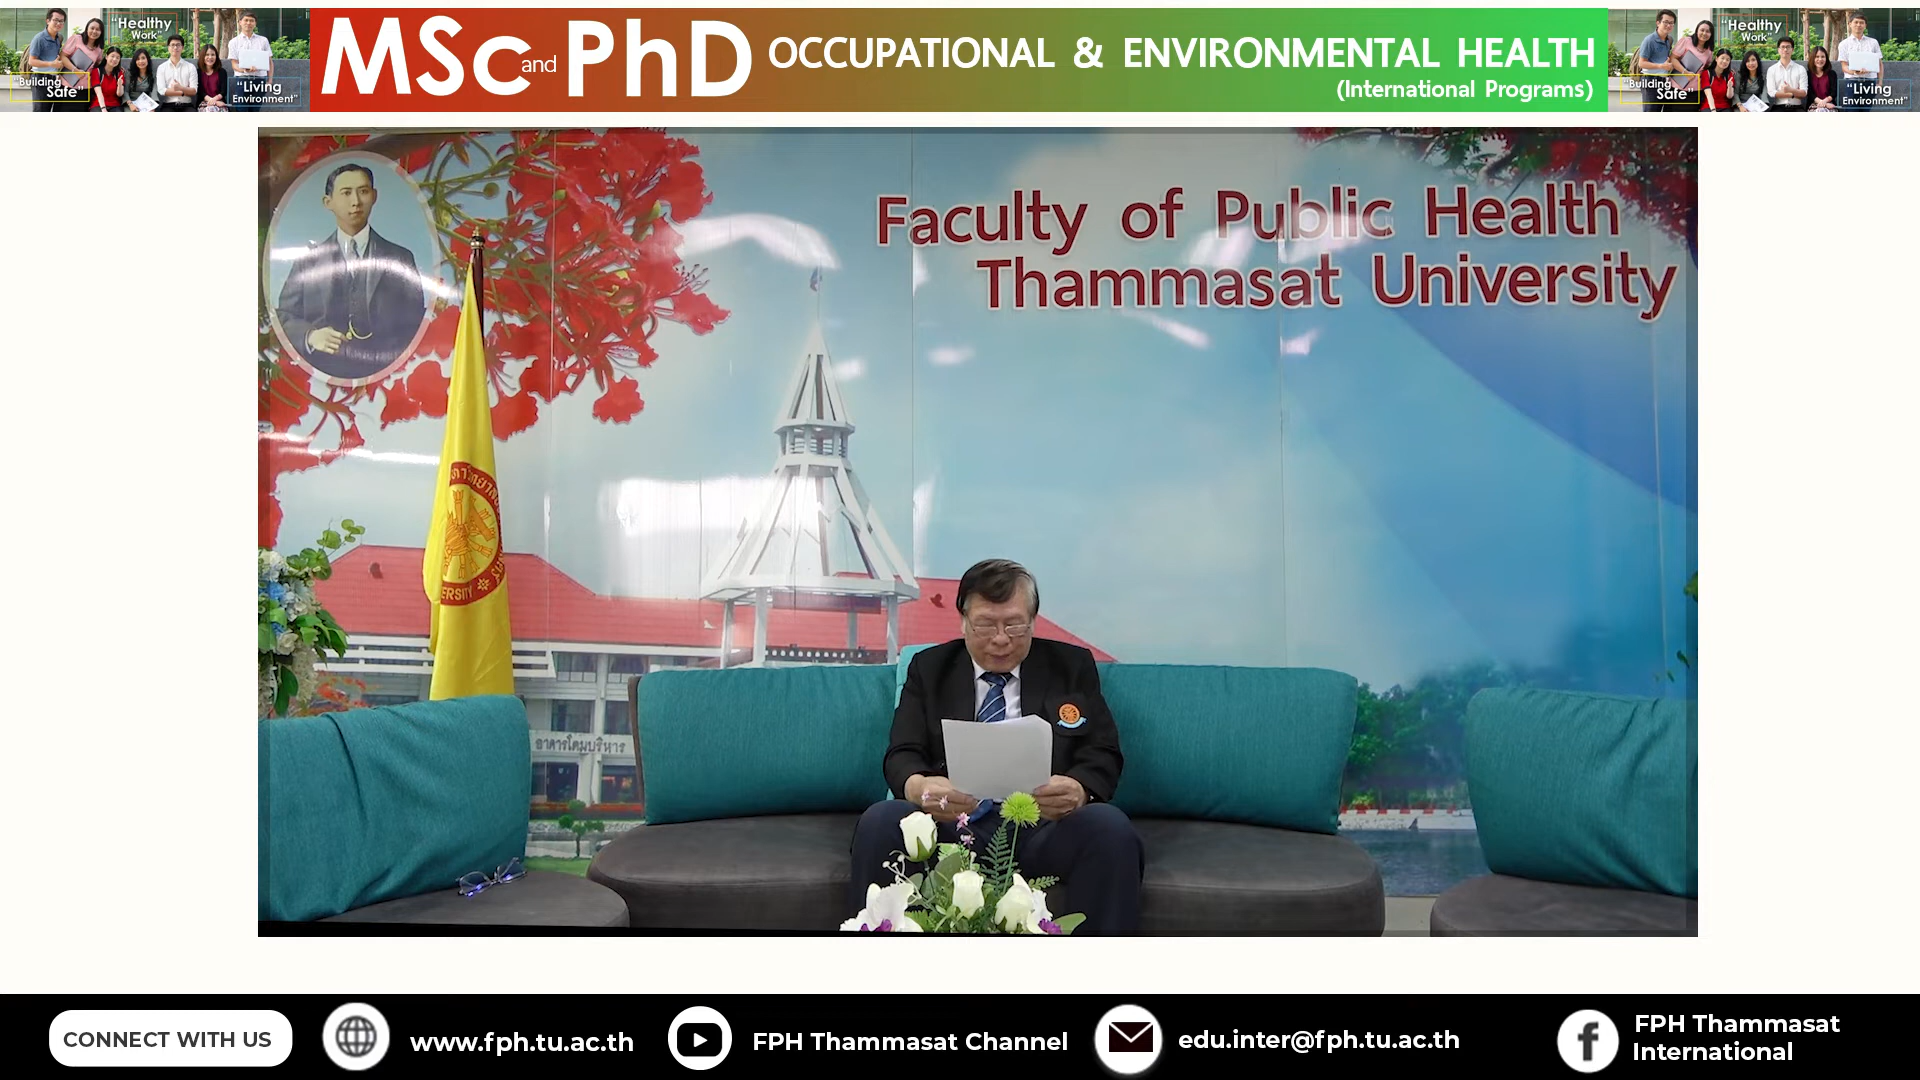 "Healthy
Work"
"Building
Safe"
"Living
Environment"
MSc and PhD OCCUPATIONAL & ENVIRONMENTAL HEALTH
(International Programs)
"Healthy
Work"
"Building
Safe"
"Living
Environment"
Faculty of Public Health
Thammasat University
ERSITY
อาคารโดมบริหาร
CONNECT WITH US
www.fph.tu.ac.th
FPH Thammasat Channel
edu.inter@fph.tu.ac.th
FPH Thammasat
International